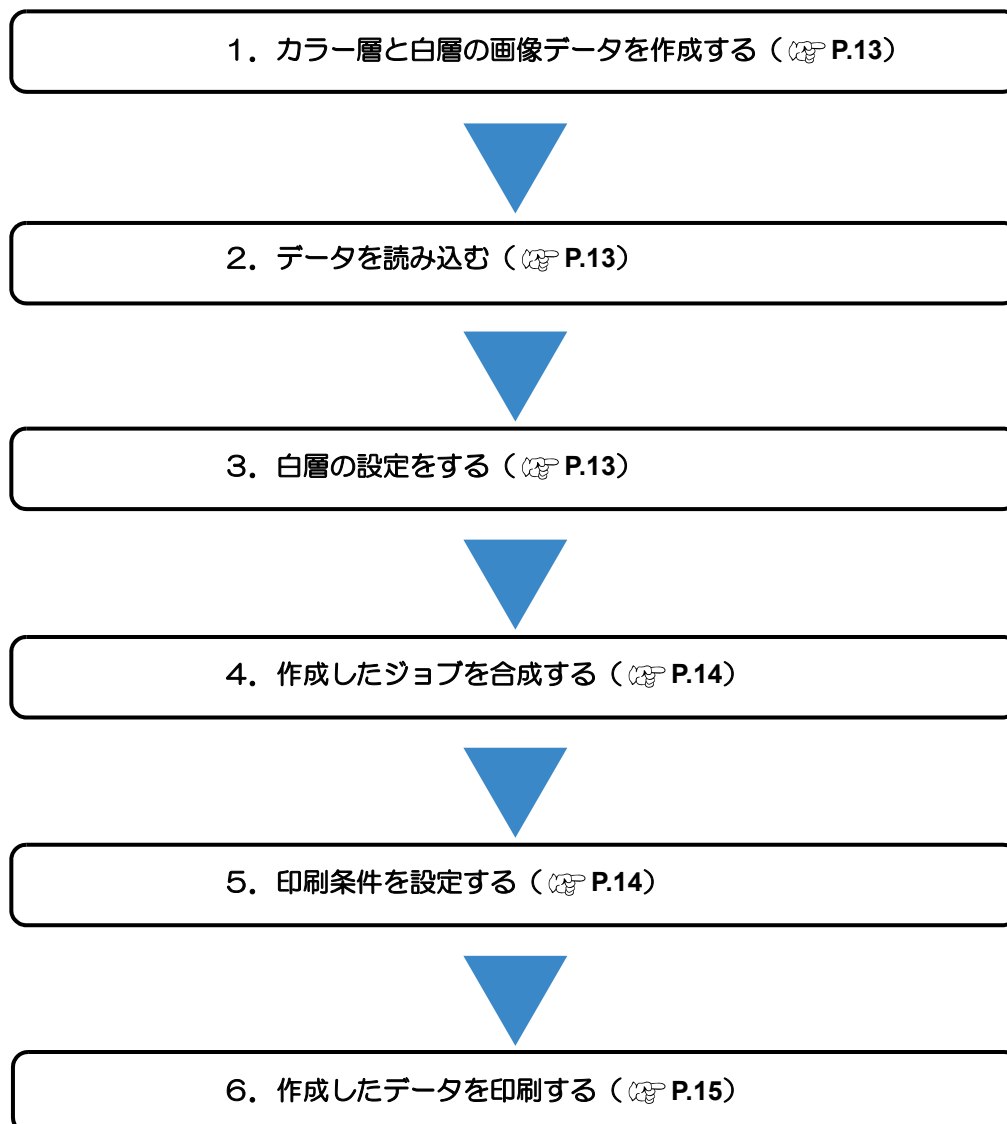 1．カラー層と白層の画像データを作成する（☞ P.13）
2．データを読み込む（☞ P.13）
3．白層の設定をする（☞ P.13）
4．作成したジョブを合成する（☞ P.14）
5．印刷条件を設定する（☞ P.14）
6．作成したデータを印刷する（☞ P.15）